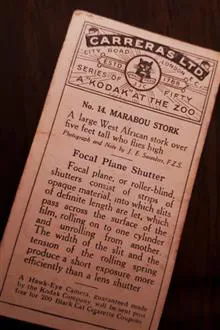 CARRERAS LTD
CITY ROAD LONDON E.C.
ESTD 1788
SERIES OF FIFTY
A KODAK AT THE ZOO
No. 14. MARABOU STORK
A large West African stork over
five feet tall who flies high
Photograph and Note by J. E. Saunders, F.Z.S.
Focal Plane Shutter
Focal plane, or roller-blind,
shutters consist of strips of
opaque material, into which slits
of definite length are let, which
pass across the surface of the
film, rolling on to one cylinder
and unrolling from another.
The width of the slit and the
tension of the rolling spring
produce a short exposure more
efficiently than a lens shutter
A Hawk-Eye Camera, guaranteed made
by the Kodak Company, will be sent post
free for 200 Black Cat Cigarette Coupons